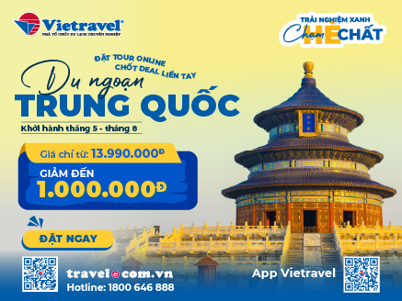 Vietravel®
NHÀ TỔ CHỨC DU LỊCH CHUYÊN NGHIỆP
TRẢI NGHIỆM XANH
Chạm HÈ CHẤT
ĐẶT TOUR ONLINE
CHỐT DEAL LIỀN TAY
Du ngoạn
TRUNG QUỐC
Khởi hành tháng 5 - tháng 8
Giá chỉ từ: 13.990.000Đ
GIẢM ĐẾN
1.000.000Đ
ĐẶT NGAY
travel.com.vn
Hotline: 1800 646 888
App Vietravel